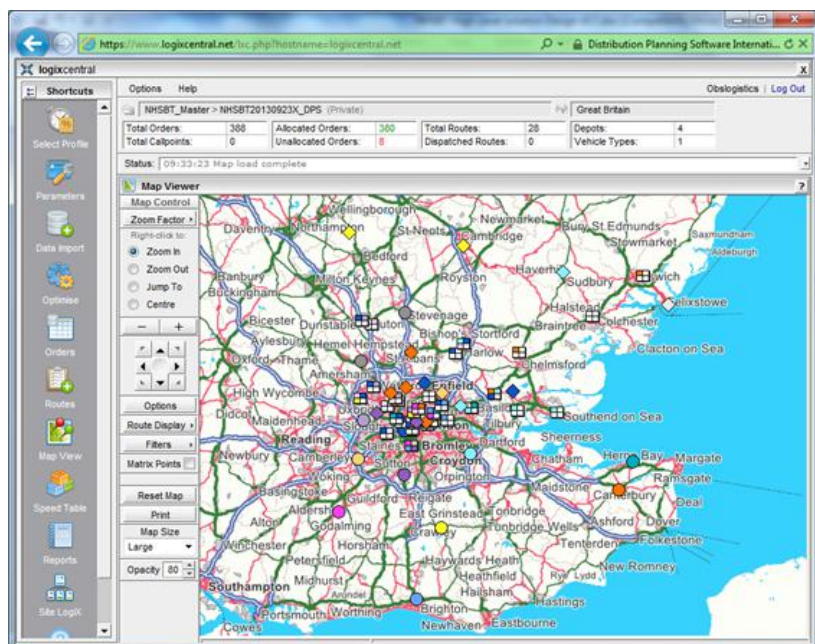 https://www.logixcentral.net/lxc.php?hostname=logixcentral.net
Distribution Planning Software Internati...
logixcentral
Shortcuts
Options Help
Obslogistics | Log Out
NHSBT_Master > NHSBT20130923X_DPS (Private)
Great Britain
Total Orders: 388 Allocated Orders: 380 Total Routes: 28 Depots: 4
Total Callpoints: 0 Unallocated Orders: 8 Dispatched Routes: 0 Vehicle Types: 1
Status: 09:33:23 Map load complete
Map Viewer
Select Profile
Parameters
Data Import
Optimise
Orders
Routes
Map View
Speed Table
Reports
Site LogiX
Map Control
Zoom Factor
Right-click to:
Zoom In
Zoom Out
Jump To
Centre
Options
Route Display
Filters
Matrix Points
Reset Map
Print
Map Size
Large
Opacity 80
Wellingborough
Daventry Northampton St Neots Newmarket Bury St.Edmunds
Cambridge Stowmarket Saxmundham
Aldeburgh
Bedford
Banbury Milton Keynes Royston Sudbury
Buckingham Felixstowe
Stevenage Halstead
Bicester Dunstable Bishop's Stortford Braintree Colchester
Aylesbury Hemel Hempstead Clacton on Sea
Oxford Thame Chelmsford
Amersham
High Wycombe Enfield
Didcot Maidenhead Slough Tilbury Southend on Sea
Reading Staines Bromley Dartford Sheerness
Newbury Camberley Sutton Croydon Chatham Herne Bay Margate
Woking Orpington Ramsgate
Basingstoke Guildford Reigate Maidstone Canterbury Deal
Alton Godalming East Grinstead Tonbridge Ashford Dover
Crawley Tonbridge Wells Folkestone
Winchester Horsham Tenterden
Petersfield Haywards Heath New Romney
Midhurst Heathfield Rye Lydd
Southampton Arundel Hailsham Hastings
Portsmouth Worthing Brighton
Cowes Newhaven Eastbourne